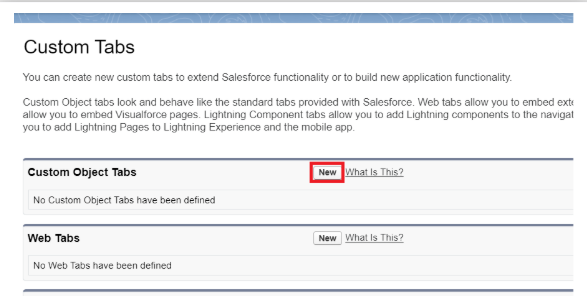 Custom Tabs
You can create new custom tabs to extend Salesforce functionality or to build new application functionality.
Custom Object tabs look and behave like the standard tabs provided with Salesforce. Web tabs allow you to embed exte
allow you to embed Visualforce pages. Lightning Component tabs allow you to add Lightning components to the navigat
you to add Lightning Pages to Lightning Experience and the mobile app.
Custom Object Tabs New What Is This?
No Custom Object Tabs have been defined
Web Tabs New What Is This?
No Web Tabs have been defined